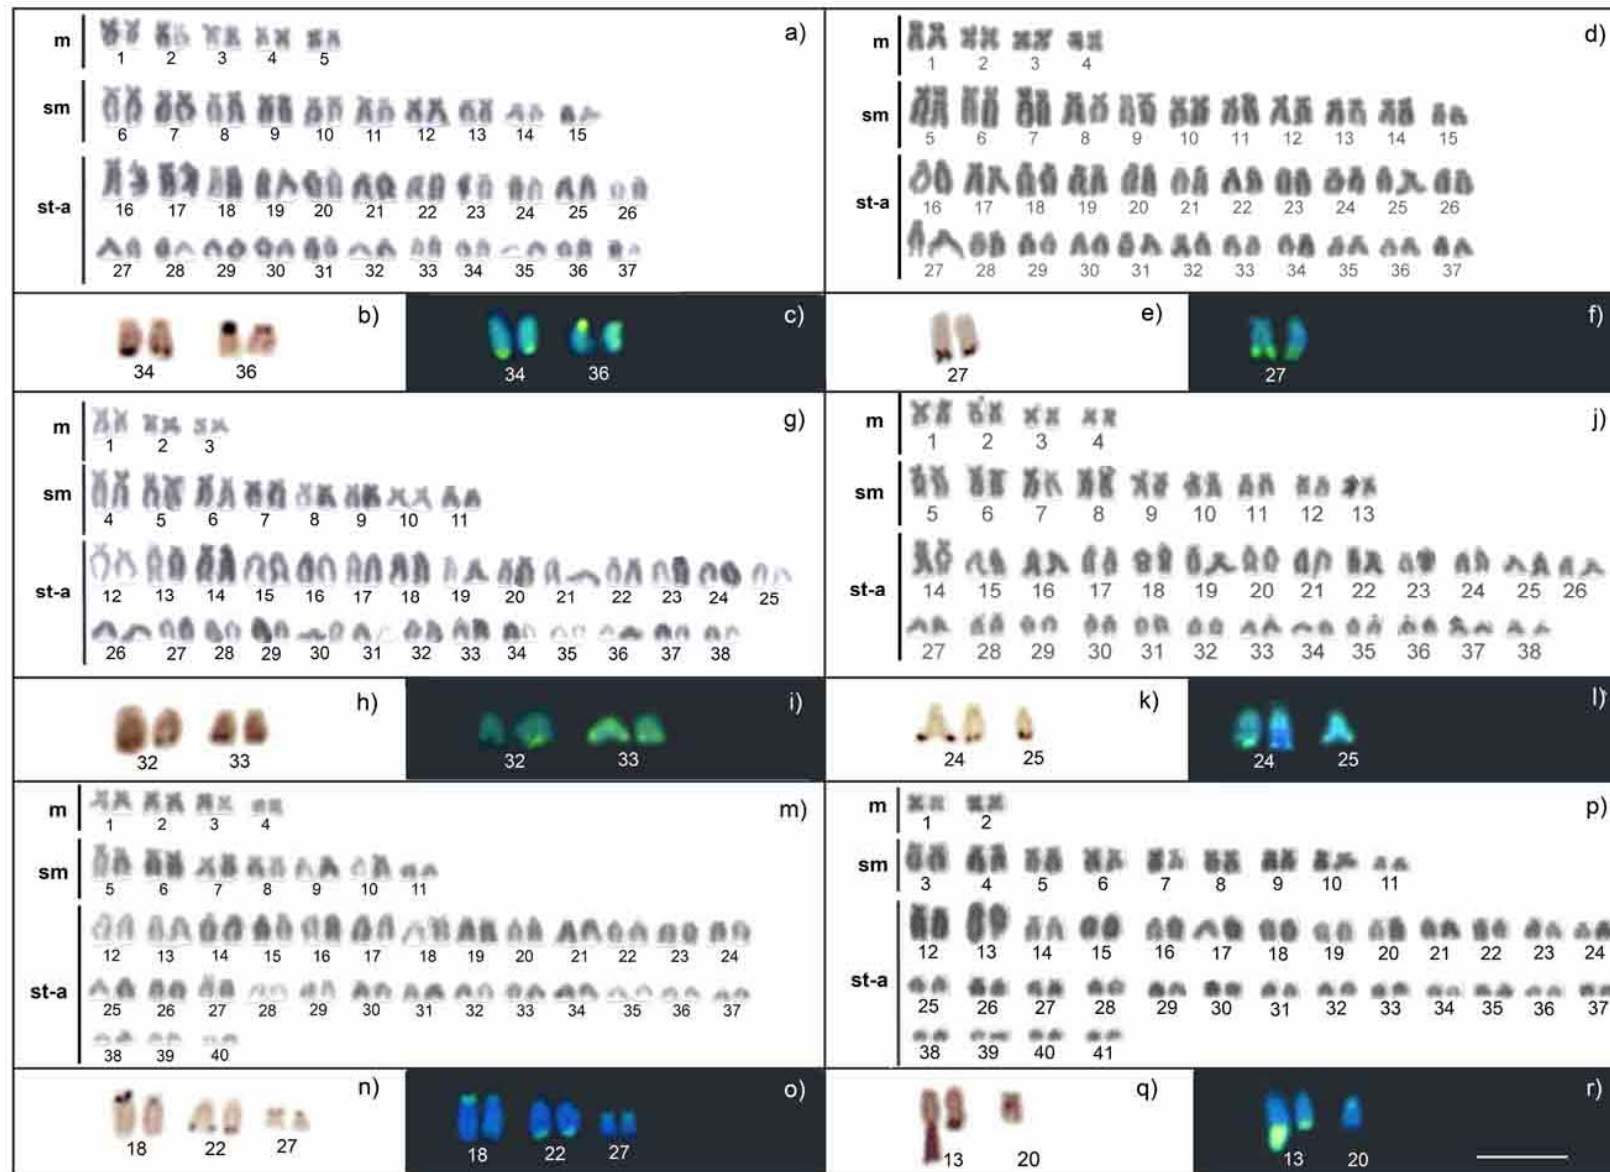 a)
m
1 2 3 4 5
sm
6 7 8 9 10 11 12 13 14 15
st-a
16 17 18 19 20 21 22 23 24 25 26
27 28 29 30 31 32 33 34 35 36 37
d)
m
1 2 3 4
sm
5 6 7 8 9 10 11 12 13 14 15
st-a
16 17 18 19 20 21 22 23 24 25 26
27 28 29 30 31 32 33 34 35 36 37
b)
34 36
c)
34 36
e)
27
f)
27
g)
m
1 2 3
sm
4 5 6 7 8 9 10 11
st-a
12 13 14 15 16 17 18 19 20 21 22 23 24 25
26 27 28 29 30 31 32 33 34 35 36 37 38
j)
m
1 2 3 4
sm
5 6 7 8 9 10 11 12 13
st-a
14 15 16 17 18 19 20 21 22 23 24 25 26
27 28 29 30 31 32 33 34 35 36 37 38
h)
32 33
i)
32 33
k)
24 25
l)
24 25
m)
m
1 2 3 4
sm
5 6 7 8 9 10 11
st-a
12 13 14 15 16 17 18 19 20 21 22 23 24
25 26 27 28 29 30 31 32 33 34 35 36 37
38 39 40
p)
m
1 2
sm
3 4 5 6 7 8 9 10 11
st-a
12 13 14 15 16 17 18 19 20 21 22 23 24
25 26 27 28 29 30 31 32 33 34 35 36 37
38 39 40 41
n)
18 22 27
o)
18 22 27
q)
13 20
r)
13 20